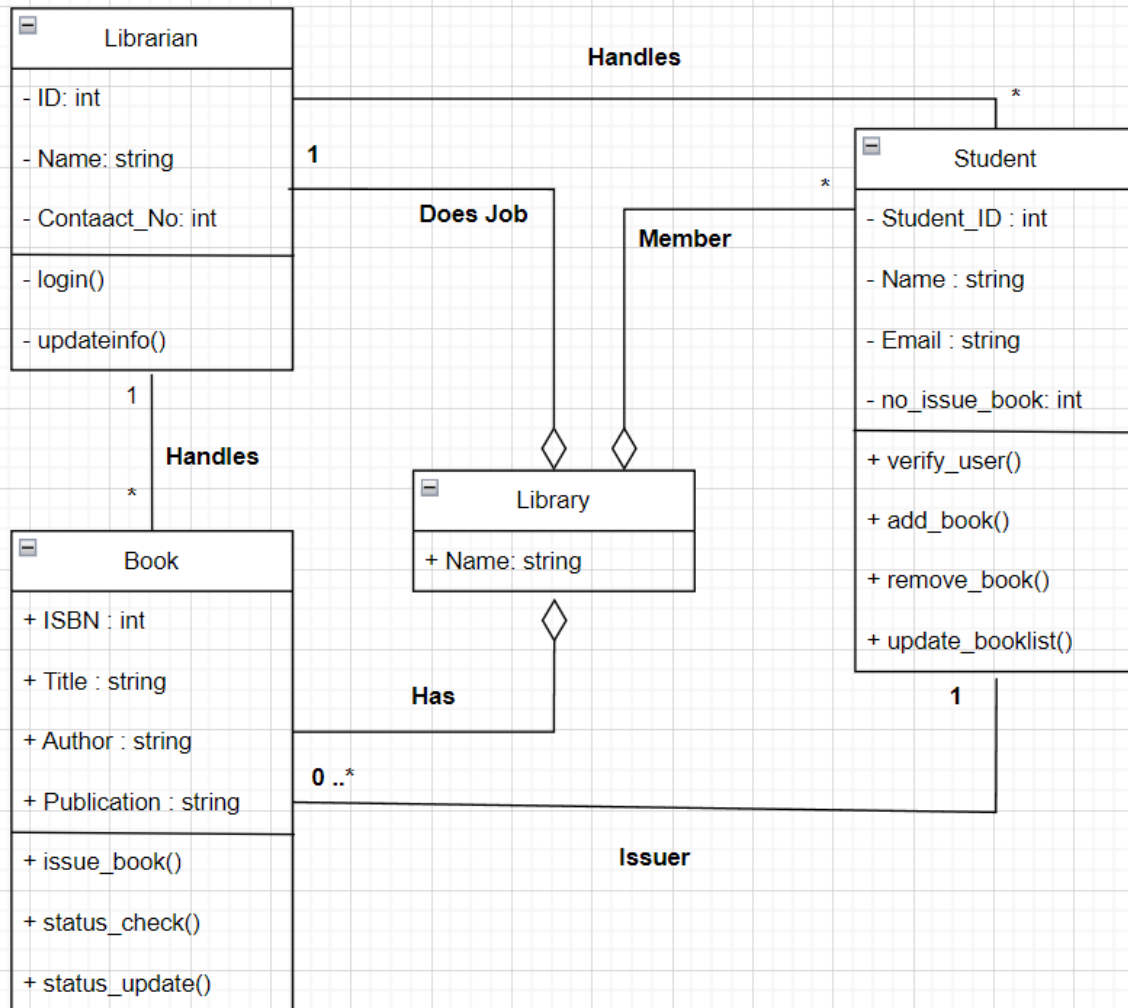 Librarian
- ID: int
- Name: string
- Contaact_No: int
- login()
- updateinfo()
Handles
*
1
Does Job
*
Member
Student
- Student_ID : int
- Name : string
- Email : string
- no_issue_book: int
+ verify_user()
+ add_book()
+ remove_book()
+ update_booklist()
1
Handles
*
Library
+ Name: string
Book
+ ISBN : int
+ Title : string
+ Author : string
+ Publication : string
+ issue_book()
+ status_check()
+ status_update()
Has
0 ..*
1
Issuer